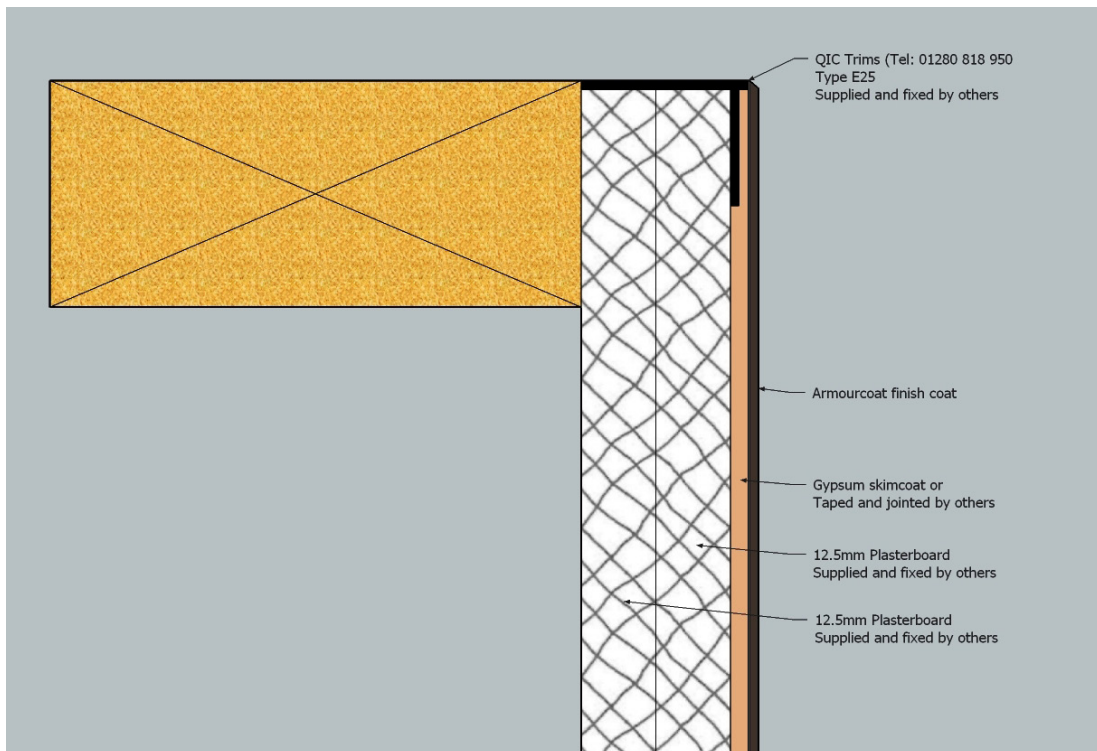 QIC Trims (Tel: 01280 818 950
Type E25
Supplied and fixed by others
Armourcoat finish coat
Gypsum skimcoat or
Taped and jointed by others
12.5mm Plasterboard
Supplied and fixed by others
12.5mm Plasterboard
Supplied and fixed by others